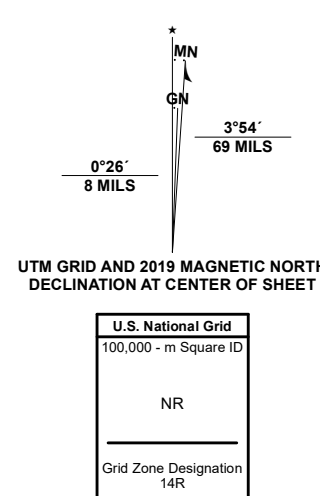 ★
MN
GN
3°54´
69 MILS
0°26´
8 MILS
UTM GRID AND 2019 MAGNETIC NORTH
DECLINATION AT CENTER OF SHEET
U.S. National Grid
100,000 - m Square ID
NR
Grid Zone Designation
14R